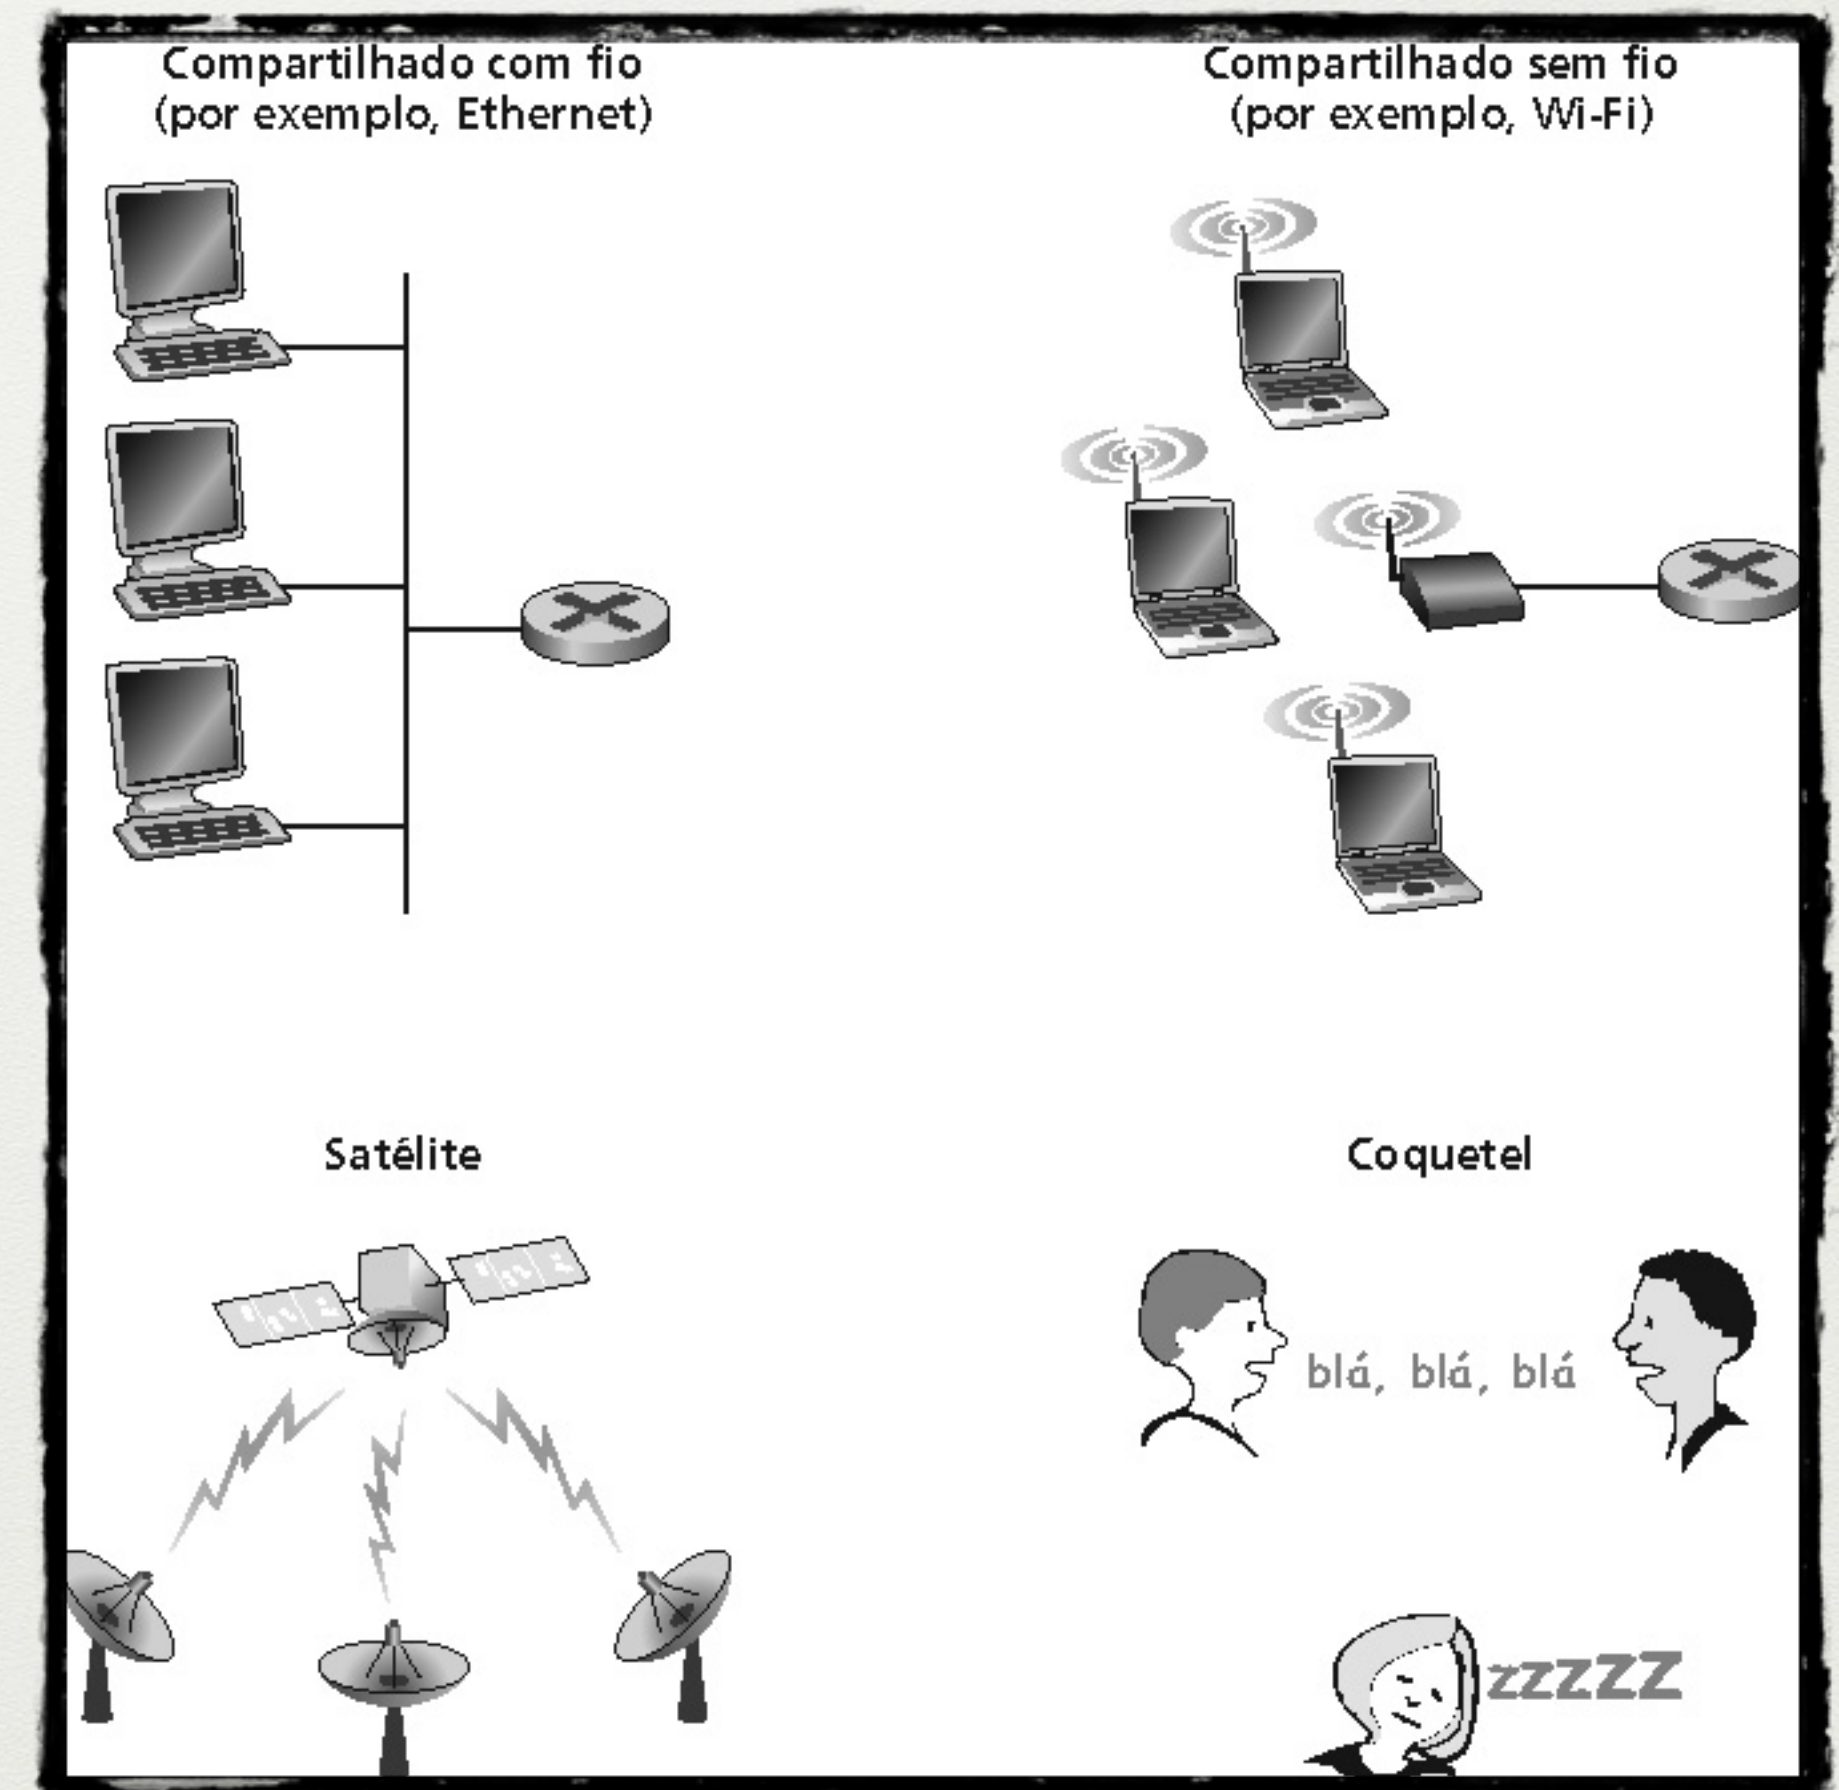 Compartilhado com fio
(por exemplo, Ethernet)
Compartilhado sem fio
(por exemplo, Wi-Fi)
Satélite
Coquetel
blá, blá, blá
zzzzz